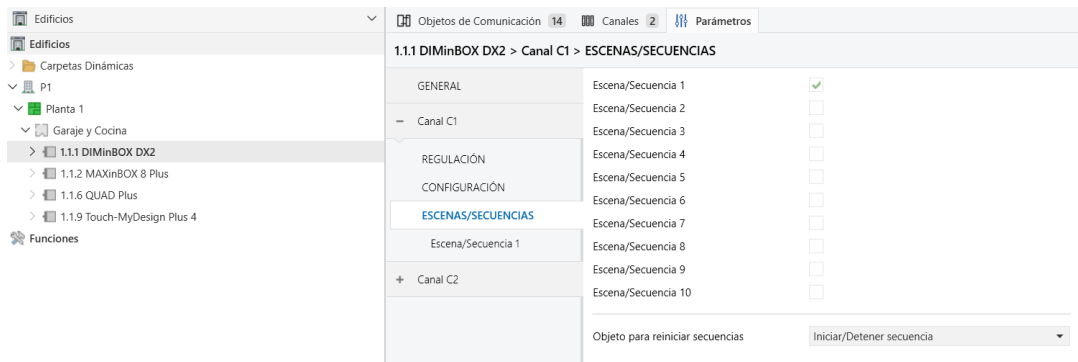 Edificios
Edificios
Carpetas Dinámicas
P1
Planta 1
Garaje y Cocina
1.1.1 DIMinBOX DX2
1.1.2 MAXinBOX 8 Plus
1.1.6 QUAD Plus
1.1.9 Touch-MyDesign Plus 4
Funciones
Objetos de Comunicación 14 Canales 2 Parámetros
1.1.1 DIMinBOX DX2 > Canal C1 > ESCENAS/SECUENCIAS
GENERAL
Canal C1
REGULACIÓN
CONFIGURACIÓN
ESCENAS/SECUENCIAS
Escena/Secuencia 1
Canal C2
Escena/Secuencia 1
Escena/Secuencia 2
Escena/Secuencia 3
Escena/Secuencia 4
Escena/Secuencia 5
Escena/Secuencia 6
Escena/Secuencia 7
Escena/Secuencia 8
Escena/Secuencia 9
Escena/Secuencia 10
Objeto para reiniciar secuencias Iniciar/Detener secuencia